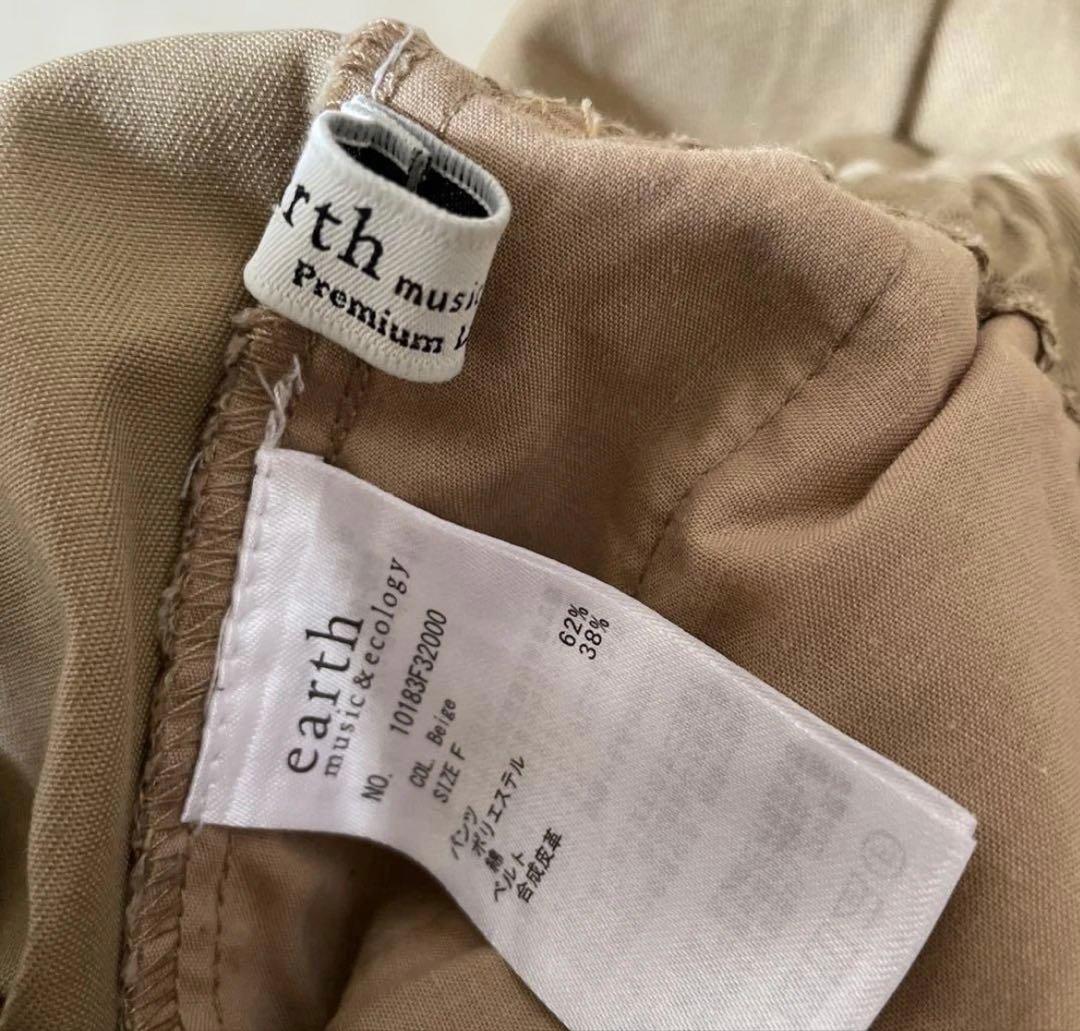 rth
music
Premium L
earth
music&ecology
NO. 10183F32000
COL. Beige
SIZE F
パンツ
ポリエステル 62%
綿 38%
ベルト
合成皮革